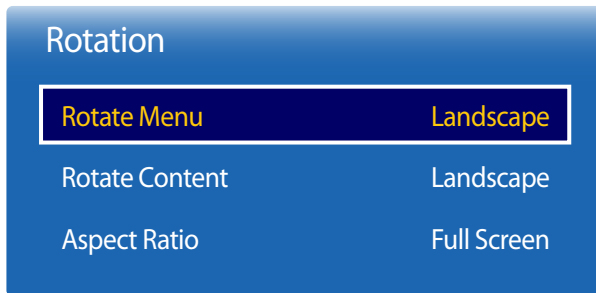 Rotation
Rotate Menu Landscape
Rotate Content Landscape
Aspect Ratio Full Screen